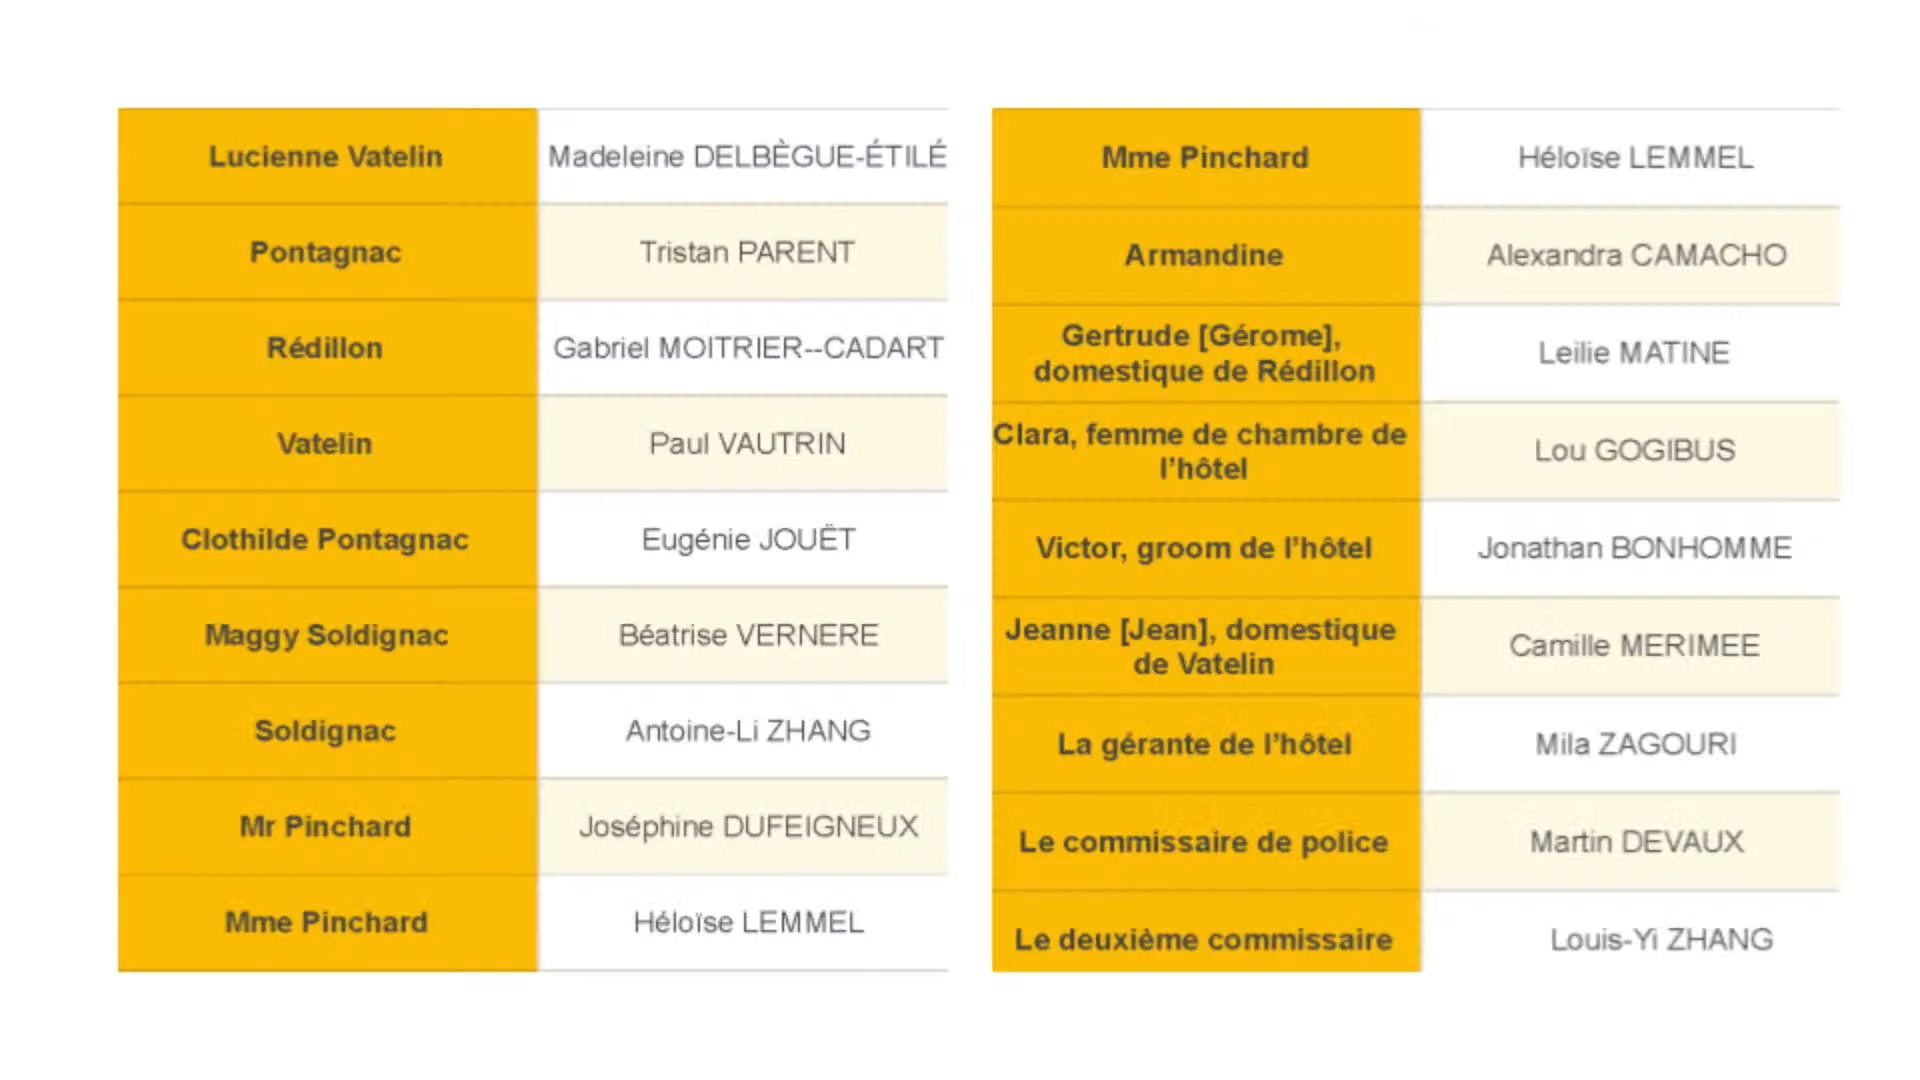 Lucienne Vatelin
Madeleine DELBÈGUE-ÉTILÉ
Pontagnac
Tristan PARENT
Rédillon
Gabriel MOITRIER--CADART
Vatelin
Paul VAUTRIN
Clothilde Pontagnac
Eugénie JOUËT
Maggy Soldignac
Béatrise VERNERE
Soldignac
Antoine-Li ZHANG
Mr Pinchard
Joséphine DUFEIGNEUX
Mme Pinchard
Héloïse LEMMEL
Mme Pinchard
Héloïse LEMMEL
Armandine
Alexandra CAMACHO
Gertrude [Gérome],
domestique de Rédillon
Leilie MATINE
Clara, femme de chambre de
l’hôtel
Lou GOGIBUS
Victor, groom de l’hôtel
Jonathan BONHOMME
Jeanne [Jean], domestique
de Vatelin
Camille MERIMEE
La gérante de l’hôtel
Mila ZAGOURI
Le commissaire de police
Martin DEVAUX
Le deuxième commissaire
Louis-Yi ZHANG